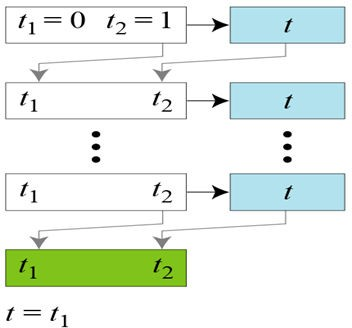 t₁ = 0 t₂ = 1 t
t₁ t₂ t
t₁ t₂ t
t₁ t₂
t = t₁